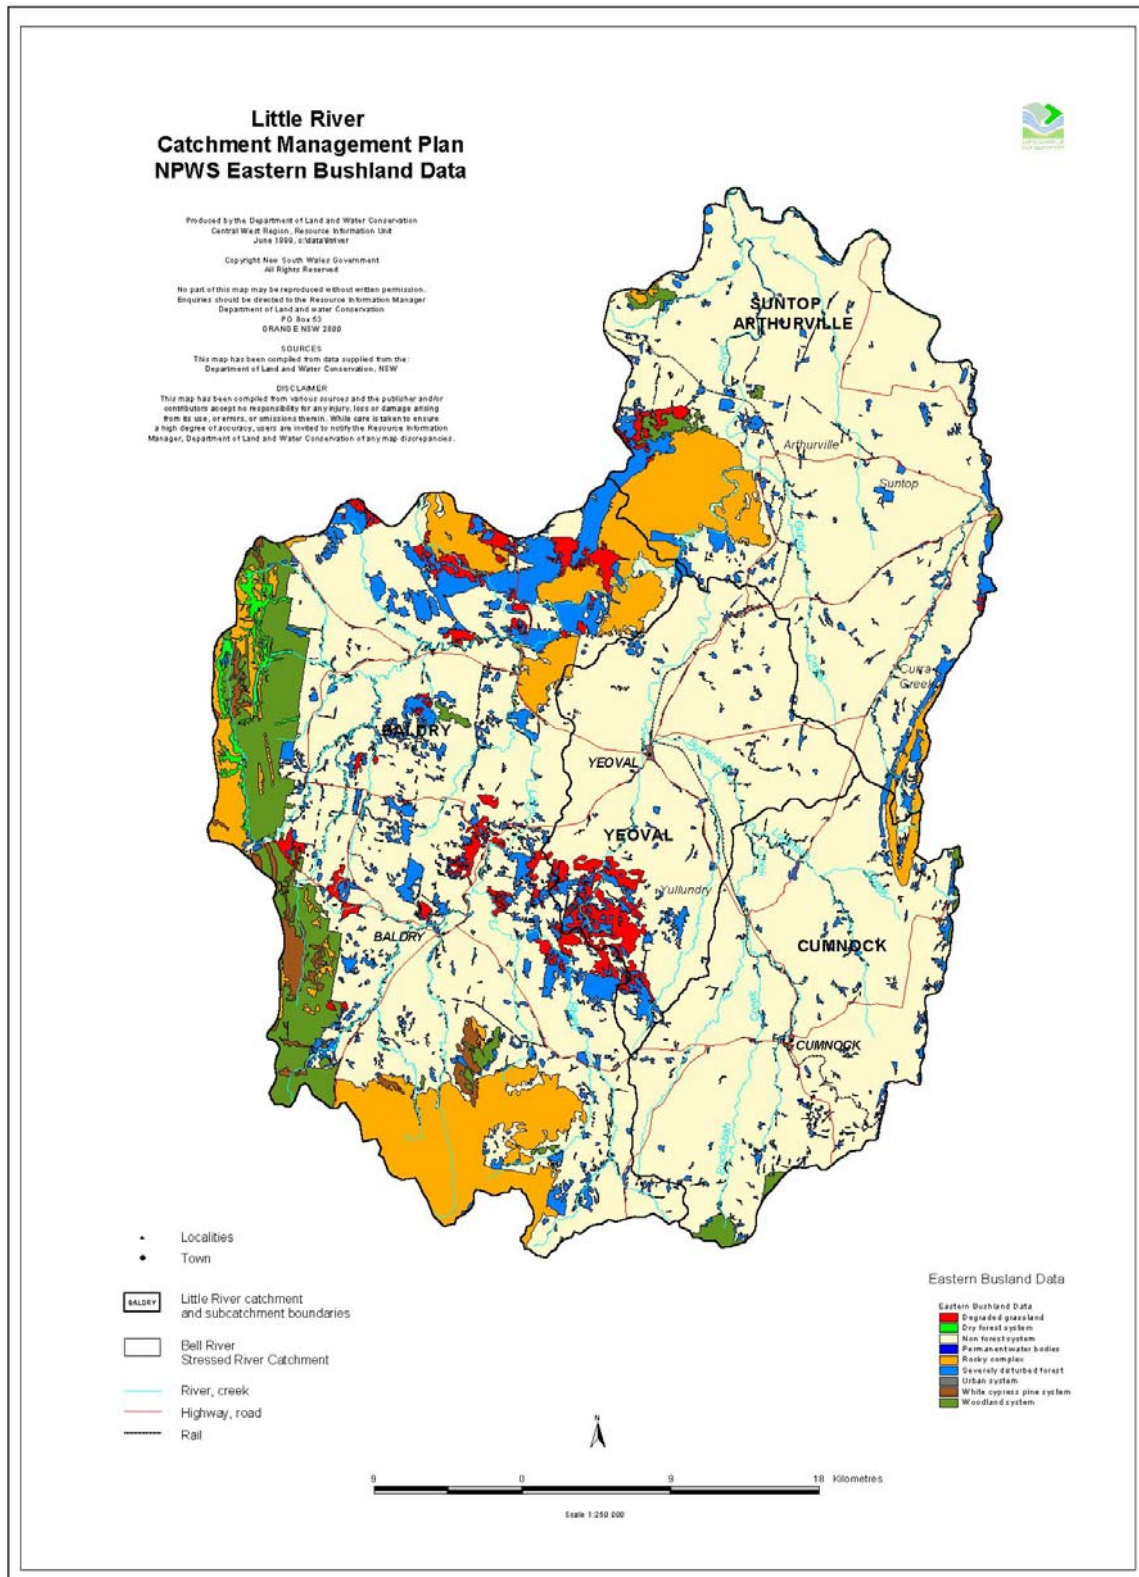 Little River
Catchment Management Plan
NPWS Eastern Bushland Data
Produced by the Department of Land and Water Conservation
Central West Region, Resource Information Unit
June 1999,
Copyright New South Wales Government
All Rights Reserved
No part of this map may be reproduced without written permission.
Enquiries should be directed to the Resource Information Manager
Department of Land and water Conservation
PO Box 53
ORANGE NSW 2800
SOURCES
This map has been compiled from data supplied from the:
Department of Land and Water Conservation, NSW
DISCLAIMER
This map has been compiled from various sources and the publisher and/or
contributors accept no responsibility for any injury, loss or damage arising
from its use, or errors, or omissions therein. While care is taken to ensure
a high degree of accuracy, users are invited to notify the Resource Information
Manager, Department of Land and Water Conservation of any map discrepancies.
SUNTOP /
ARTHURVILLE
River
Arthurville
Suntop
Curra
Creek
BALDRY
YEOVAL
YEOVAL
Yullundry
BALDRY
CUMNOCK
Creek
CUMNOCK
Localities
Town
BALDRY
Little River catchment
and subcatchment boundaries
Bell River
Stressed River Catchment
River, creek
Highway, road
Rail
Eastern Busland Data
Eastern Bushland Data
Degraded grassland
Dry forest system
Non forest system
Permanent water bodies
Rocky complex
Severely disturbed forest
Urban system
White cypress pine system
Woodland system
N
9 0 9 18 Kilometres
Scale 1:250 000